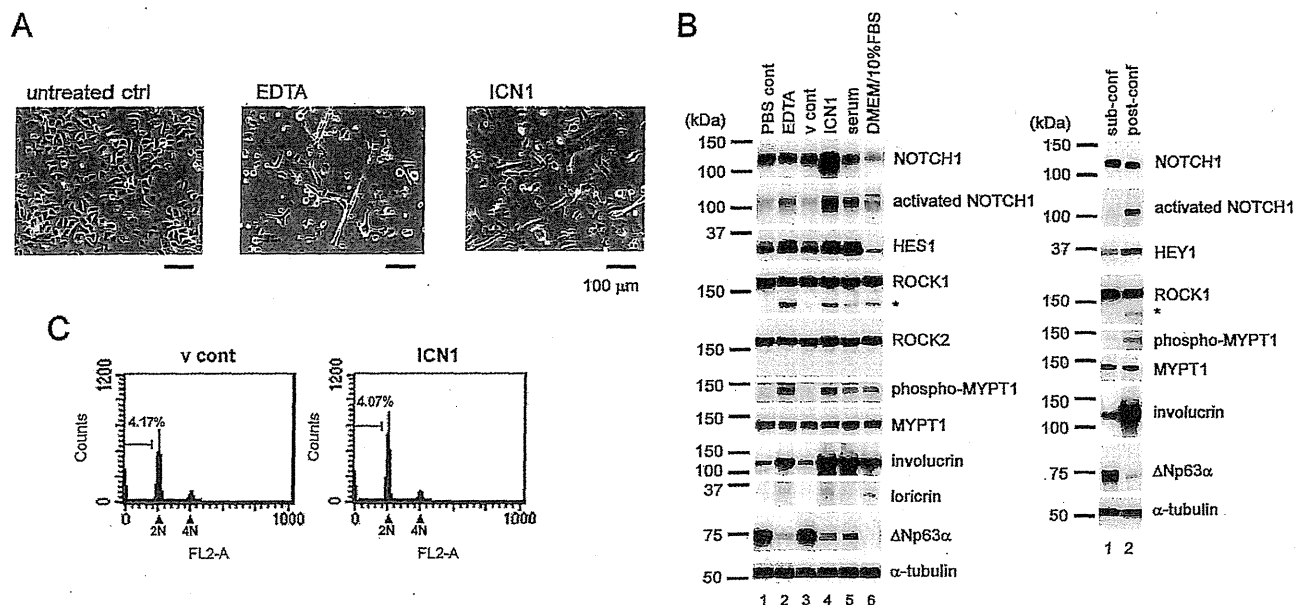 A
untreated ctrl
EDTA
ICN1
100 μm
B
PBS cont
EDTA
v cont
ICN1
serum
DMEM/10%FBS
(kDa)
150
100
NOTCH1
100
activated NOTCH1
37
HES1
150
ROCK1
*
150
ROCK2
150
phospho-MYPT1
150
MYPT1
150
100
involucrin
37
loricrin
75
ΔNp63α
50
α-tubulin
1 2 3 4 5 6
sub-conf
post-conf
(kDa)
150
100
NOTCH1
100
activated NOTCH1
37
HEY1
150
ROCK1
*
150
phospho-MYPT1
150
MYPT1
150
100
involucrin
75
ΔNp63α
50
α-tubulin
1 2
C
v cont
1200
Counts
0
4.17%
0
1000
2N
4N
FL2-A
ICN1
1200
Counts
0
4.07%
0
1000
2N
4N
FL2-A